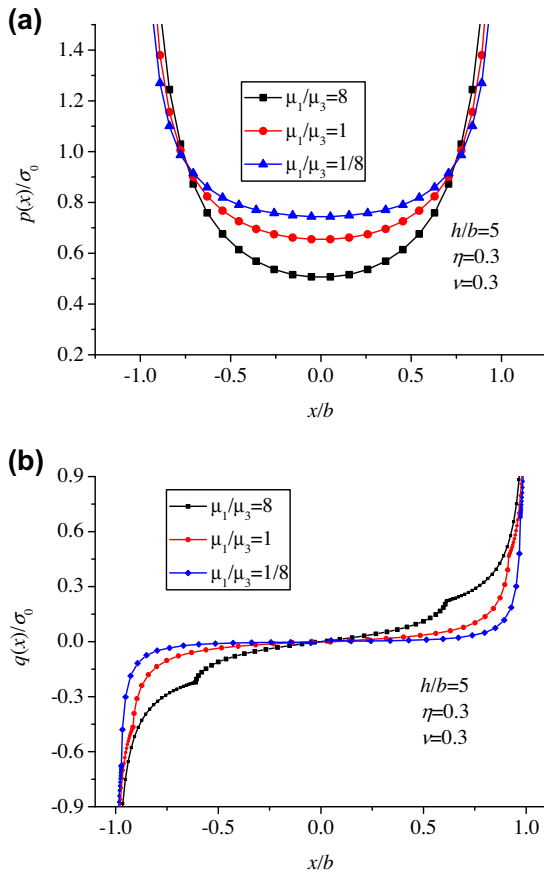 (a)
1.4
1.2
1.0
0.8
0.6
0.4
0.2
p(x)/σ₀
μ₁/μ₃=8
μ₁/μ₃=1
μ₁/μ₃=1/8
h/b=5
η=0.3
ν=0.3
-1.0 -0.5 0.0 0.5 1.0
x/b
(b)
0.9
0.6
0.3
0.0
-0.3
-0.6
-0.9
q(x)/σ₀
μ₁/μ₃=8
μ₁/μ₃=1
μ₁/μ₃=1/8
h/b=5
η=0.3
ν=0.3
-1.0 -0.5 0.0 0.5 1.0
x/b